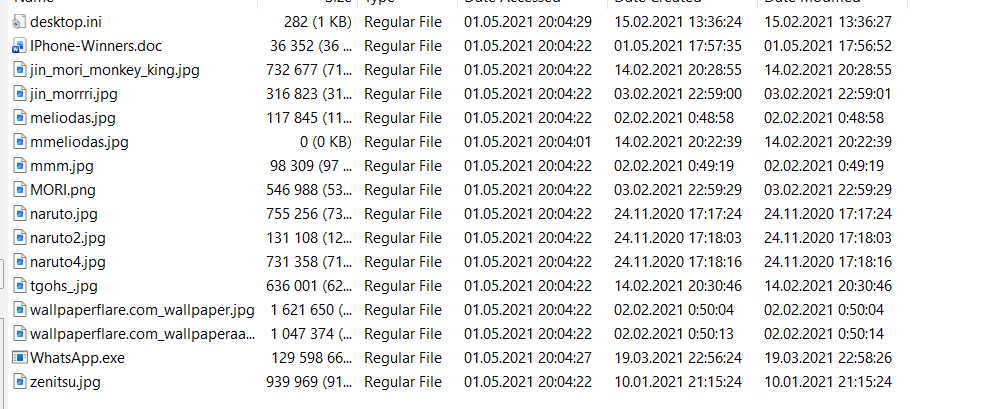 Name Size Type Date Accessed Date Created Date Modified
desktop.ini 282 (1 KB) Regular File 01.05.2021 20:04:29 15.02.2021 13:36:24 15.02.2021 13:36:27
IPhone-Winners.doc 36 352 (36 ... Regular File 01.05.2021 20:04:22 01.05.2021 17:57:35 01.05.2021 17:56:52
jin_mori_monkey_king.jpg 732 677 (71... Regular File 01.05.2021 20:04:22 14.02.2021 20:28:55 14.02.2021 20:28:55
jin_morrri.jpg 316 823 (31... Regular File 01.05.2021 20:04:22 03.02.2021 22:59:00 03.02.2021 22:59:01
meliodas.jpg 117 845 (11... Regular File 01.05.2021 20:04:22 02.02.2021 0:48:58 02.02.2021 0:48:58
mmeliodas.jpg 0 (0 KB) Regular File 01.05.2021 20:04:01 14.02.2021 20:22:39 14.02.2021 20:22:39
mmm.jpg 98 309 (97 ... Regular File 01.05.2021 20:04:22 02.02.2021 0:49:19 02.02.2021 0:49:19
MORI.png 546 988 (53... Regular File 01.05.2021 20:04:22 03.02.2021 22:59:29 03.02.2021 22:59:29
naruto.jpg 755 256 (73... Regular File 01.05.2021 20:04:22 24.11.2020 17:17:24 24.11.2020 17:17:24
naruto2.jpg 131 108 (12... Regular File 01.05.2021 20:04:22 24.11.2020 17:18:03 24.11.2020 17:18:03
naruto4.jpg 731 358 (71... Regular File 01.05.2021 20:04:22 24.11.2020 17:18:16 24.11.2020 17:18:16
tgohs_.jpg 636 001 (62... Regular File 01.05.2021 20:04:22 14.02.2021 20:30:46 14.02.2021 20:30:46
wallpaperflare.com_wallpaper.jpg 1 621 650 (... Regular File 01.05.2021 20:04:22 02.02.2021 0:50:04 02.02.2021 0:50:04
wallpaperflare.com_wallpaperaa... 1 047 374 (... Regular File 01.05.2021 20:04:22 02.02.2021 0:50:13 02.02.2021 0:50:14
WhatsApp.exe 129 598 66... Regular File 01.05.2021 20:04:27 19.03.2021 22:56:24 19.03.2021 22:58:26
zenitsu.jpg 939 969 (91... Regular File 01.05.2021 20:04:22 10.01.2021 21:15:24 10.01.2021 21:15:24